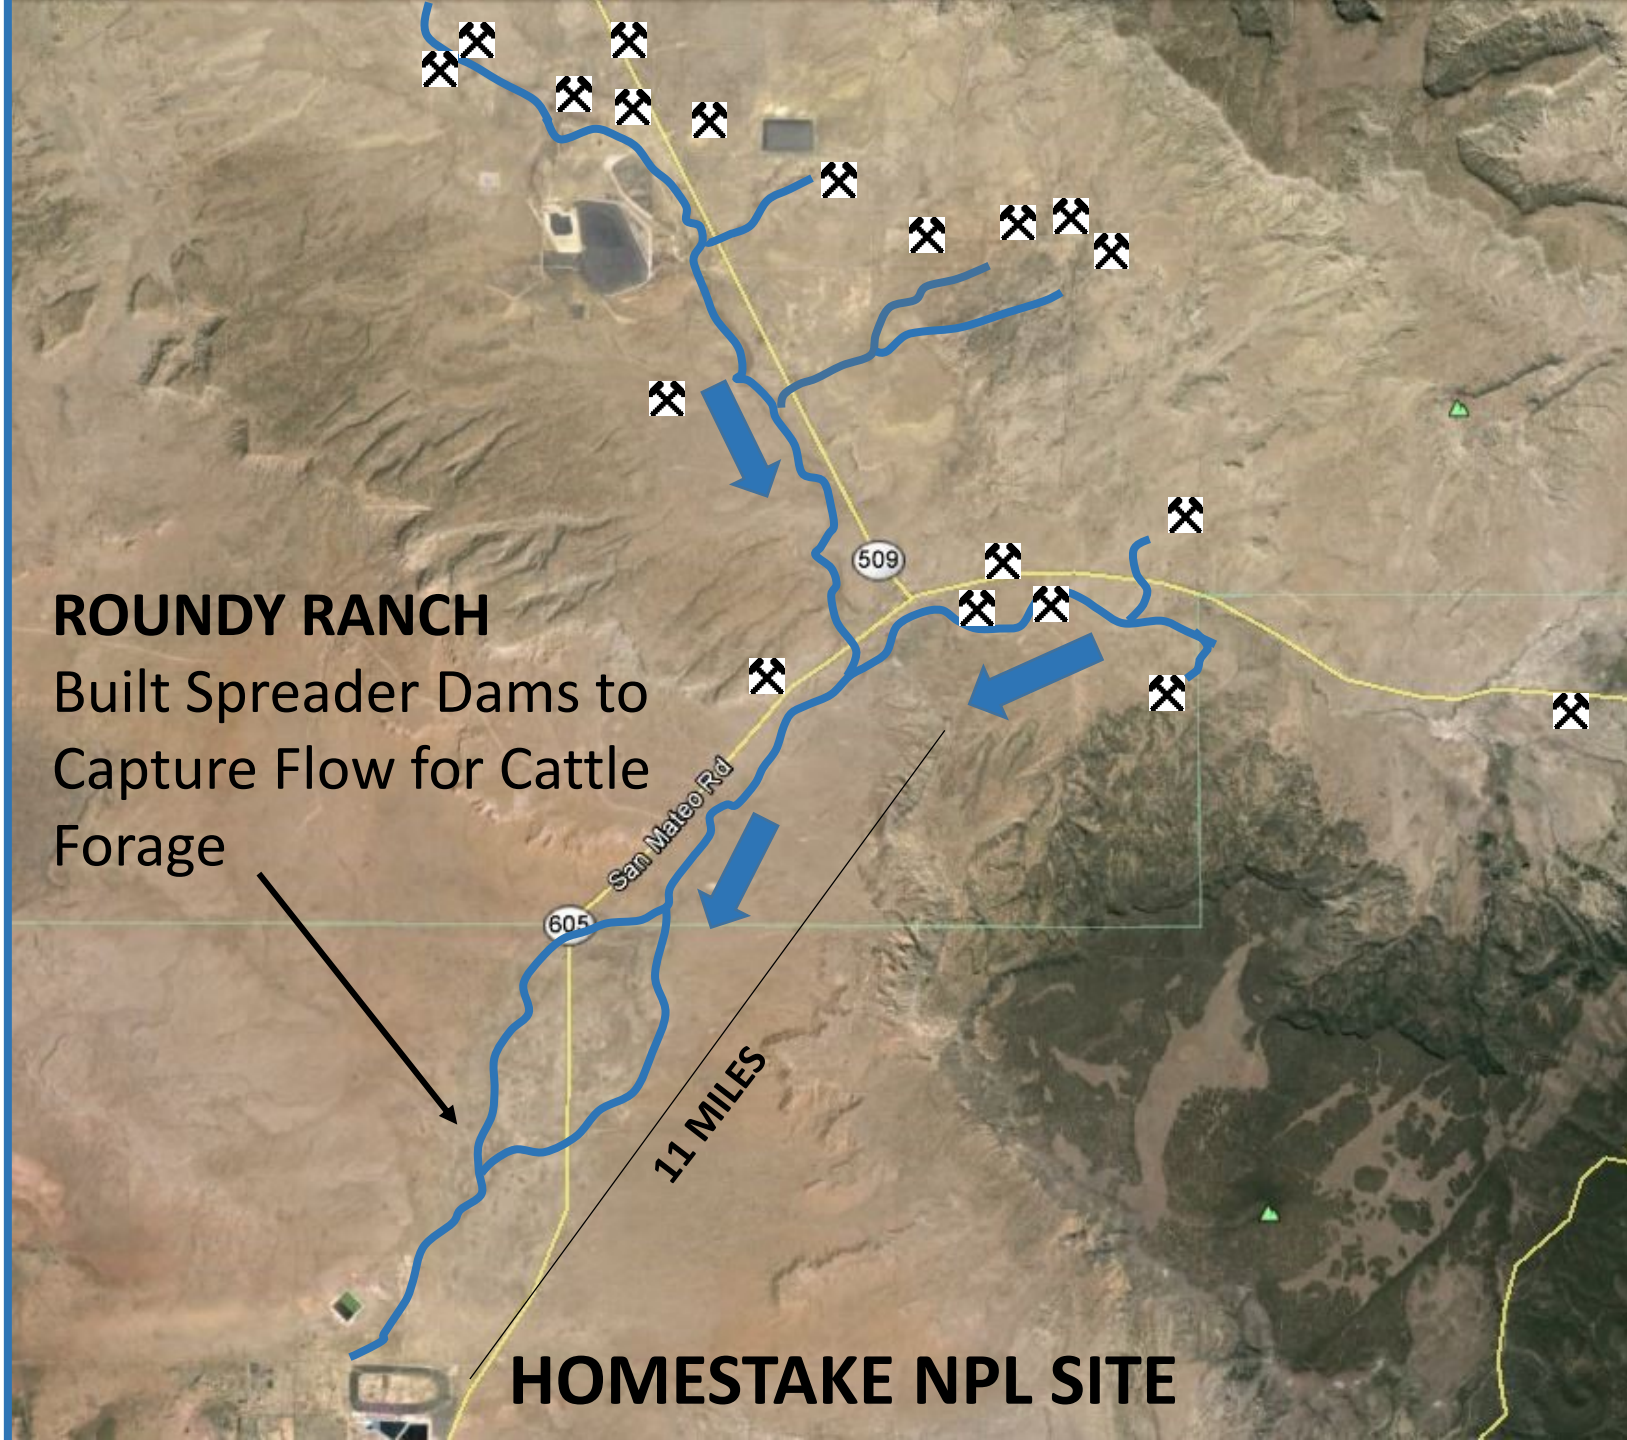 509
ROUNDY RANCH
Built Spreader Dams to
Capture Flow for Cattle
Forage
San Mateo Rd
605
11 MILES
HOMESTAKE NPL SITE